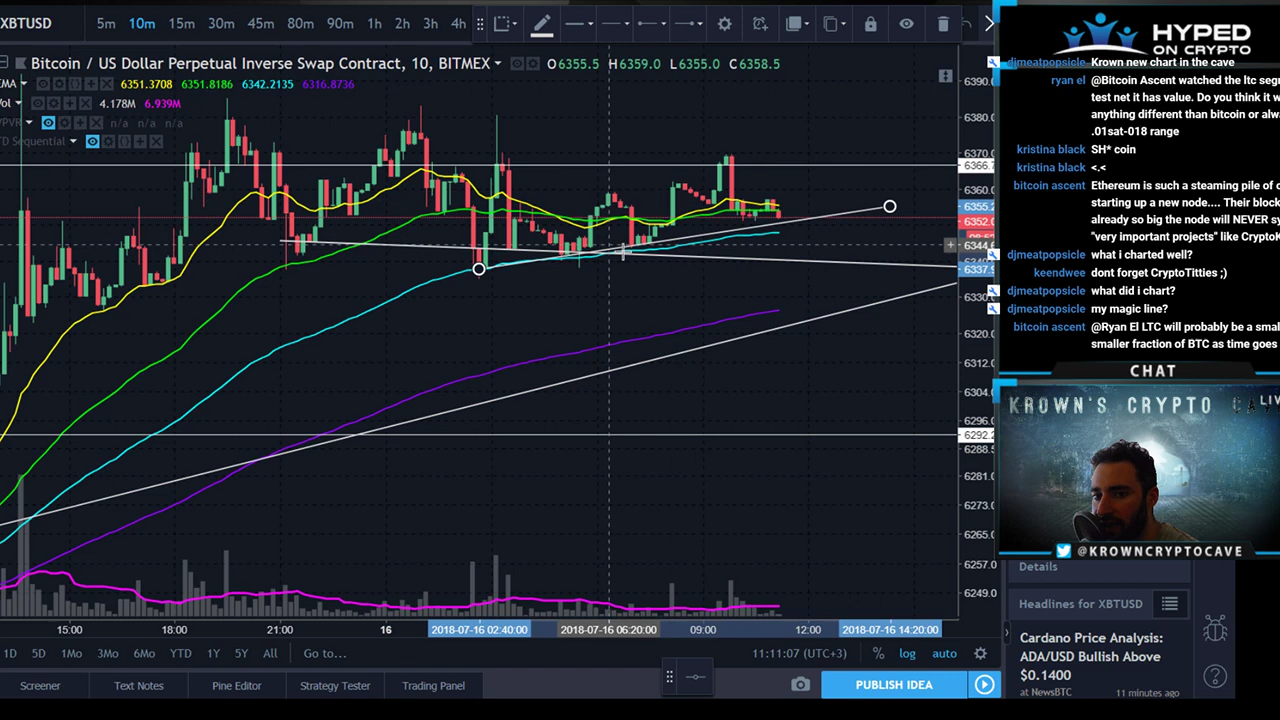 XBTUSD
5m 10m 15m 30m 45m 80m 90m 1h 2h 3h 4h
Bitcoin / US Dollar Perpetual Inverse Swap Contract, 10, BITMEX
O6355.5 H6359.0 L6355.0 C6358.5
EMA 6351.3708 6351.8186 6342.2135 6316.8736
Vol 4.178M 6.939M
VPVR n/a n/a n/a
TD Sequential
6390.0
6380.0
6370.0
6366.7
6360.0
6355.2
6352.0
6344.6
6337.5
6330.0
6320.0
6312.0
6304.0
6296.0
6292.2
6288.5
6281.0
6273.0
6265.0
6257.0
6249.0
15:00 18:00 21:00 16 2018-07-16 02:40:00 2018-07-16 06:20:00 09:00 12:00 2018-07-16 14:20:00
1D 5D 1Mo 3Mo 6Mo YTD 1Y 5Y All Go to...
11:11:07 (UTC+3) % log auto
Screener Text Notes Pine Editor Strategy Tester Trading Panel
PUBLISH IDEA
HYPED
ON CRYPTO
djmeatpopsicle Krown new chart in the cave
ryan el @Bitcoin Ascent watched the ltc seg
test net it has value. Do you think it w
anything different than bitcoin or alw
.01sat-018 range
kristina black SH* coin
kristina black <.<
bitcoin ascent Ethereum is such a steaming pile of
starting up a new node.... Their block
already so big the node will NEVER s
"very important projects" like CryptoK
djmeatpopsicle what i charted well?
keendwee dont forget CryptoTitties ;)
djmeatpopsicle what did i chart?
djmeatpopsicle my magic line?
bitcoin ascent @Ryan El LTC will probably be a smal
smaller fraction of BTC as time goes
CHAT
KROWN'S CRYPTO CAVE
LIV
@KROWNCRYPTOCAVE
Details
Headlines for XBTUSD
Cardano Price Analysis:
ADA/USD Bullish Above
$0.1400
at NewsBTC 11 minutes ago